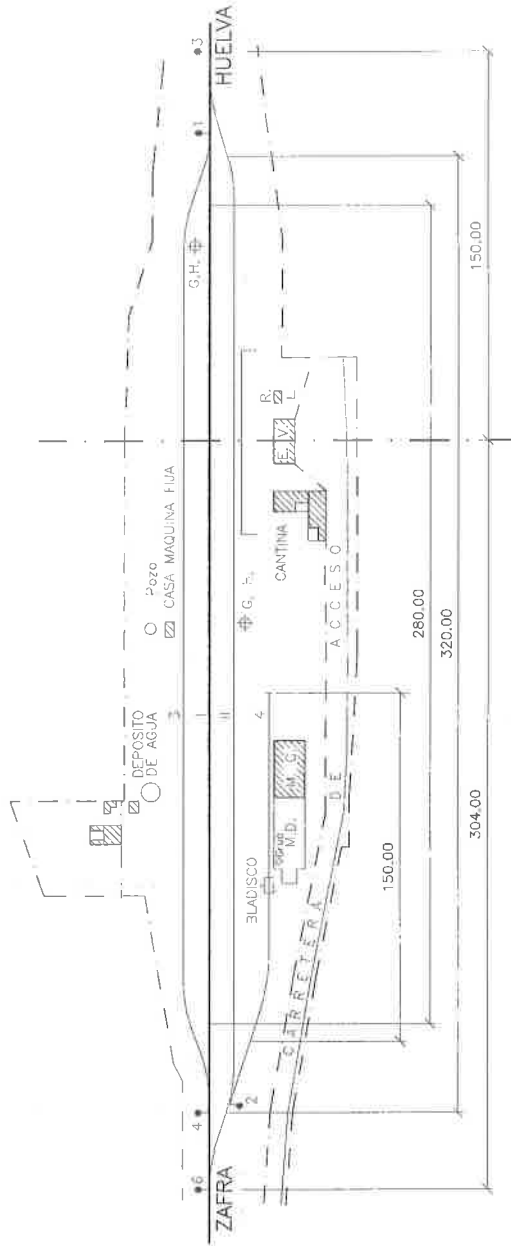 ZAFRA
HUELVA
6
4
2
1
3
DEPOSITO
DE AGUA
Pozo
CASA MAQUINA FIJA
G.H.
3
I
II
4
G. H.
BLADISCO
M.D.
M. G.
CANTINA
E. V.
R.
L.
CARRETERA DE ACCESO
150.00
280.00
320.00
304.00
150.00